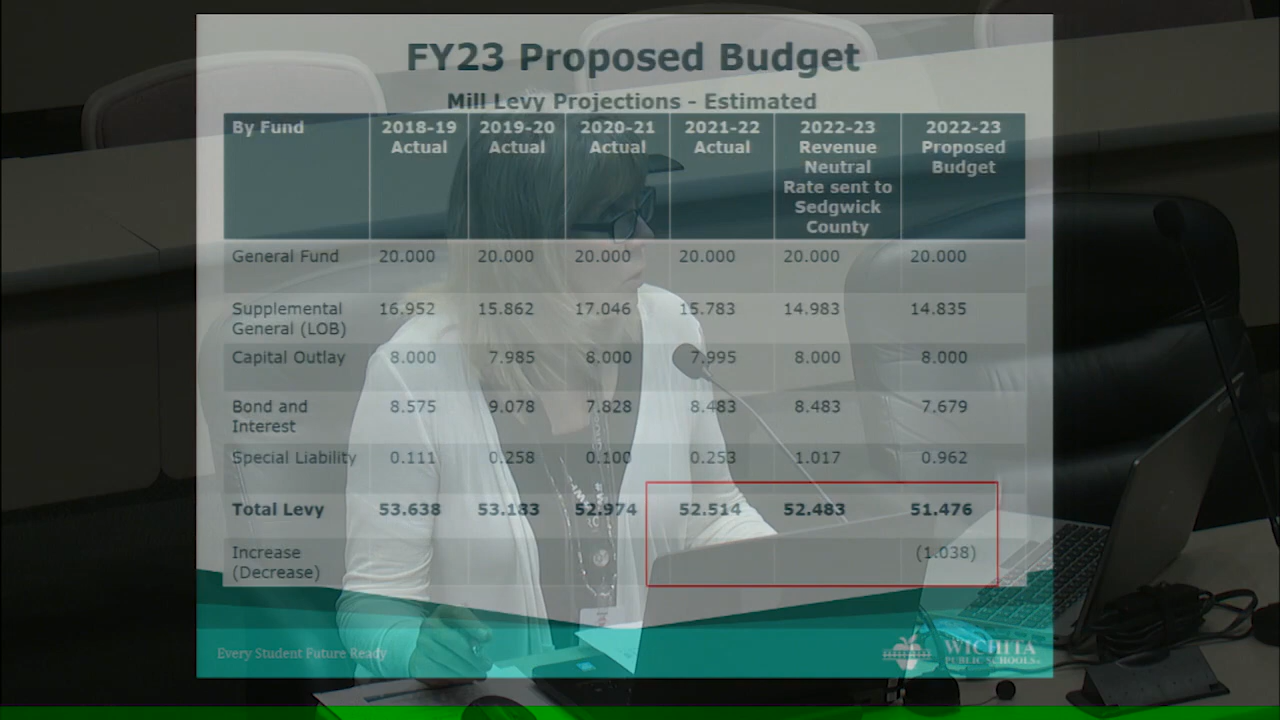 FY23 Proposed Budget
Mill Levy Projections - Estimated
By Fund 2018-19 Actual 2019-20 Actual 2020-21 Actual 2021-22 Actual 2022-23 Revenue Neutral Rate sent to Sedgwick County 2022-23 Proposed Budget
General Fund 20.000 20.000 20.000 20.000 20.000 20.000
Supplemental General (LOB) 16.952 15.862 17.046 15.783 14.983 14.835
Capital Outlay 8.000 7.985 8.000 7.995 8.000 8.000
Bond and Interest 8.575 9.078 7.828 8.483 8.483 7.679
Special Liability 0.111 0.258 0.100 0.253 1.017 0.962
Total Levy 53.638 53.183 52.974 52.514 52.483 51.476
Increase (Decrease) (1.038)
Every Student Future Ready
WICHITA
PUBLIC SCHOOLS